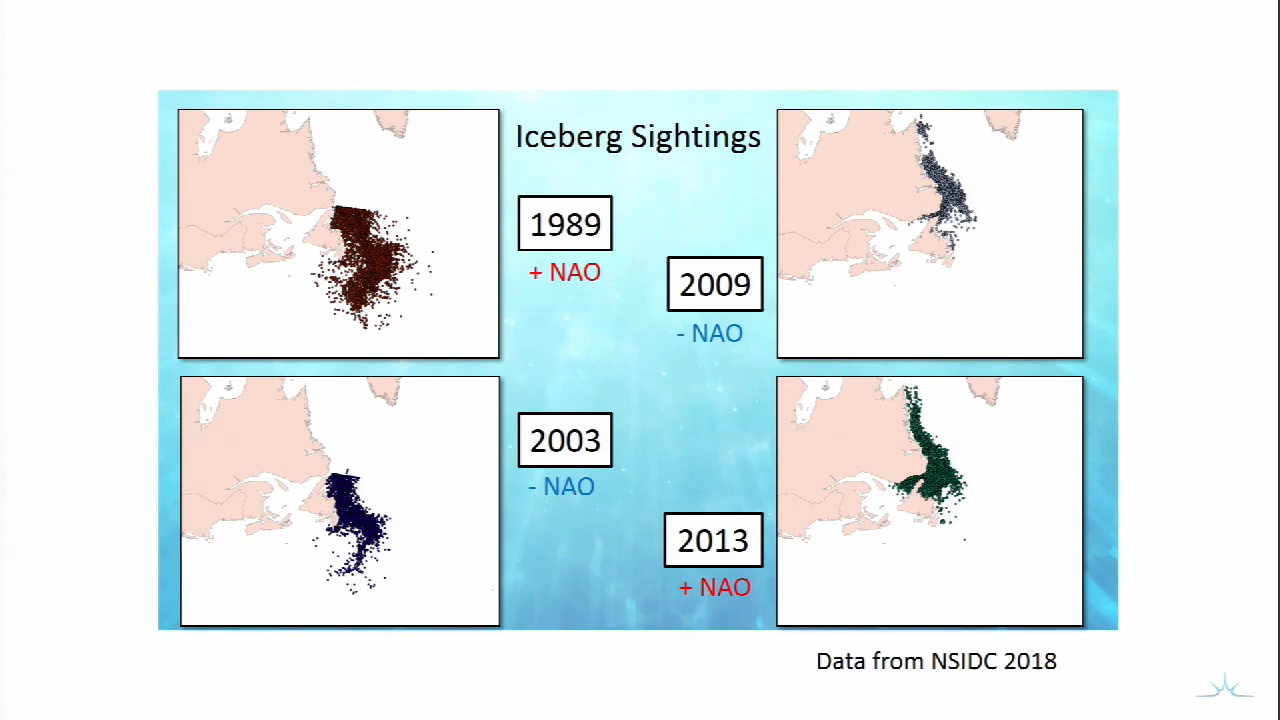 Iceberg Sightings
1989
+ NAO
2009
- NAO
2003
- NAO
2013
+ NAO
Data from NSIDC 2018